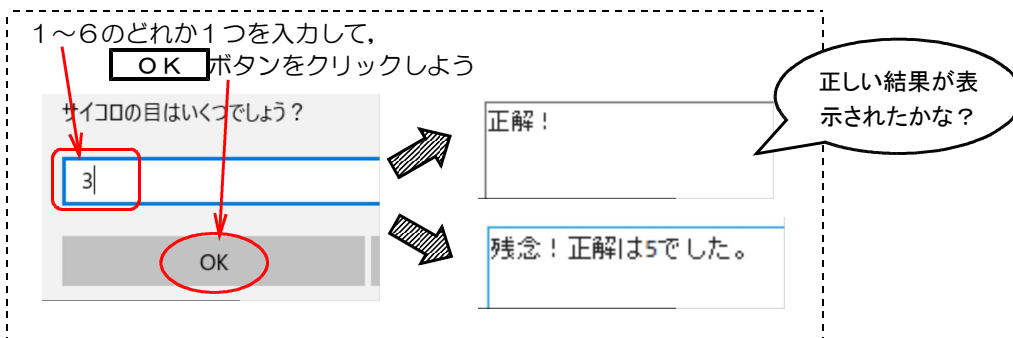 1～6のどれか1つを入力して,
OK ボタンをクリックしよう
サイコロの目はいくつでしょう？
3
OK
正解！
残念！正解は5でした。
正しい結果が表
示されたかな？